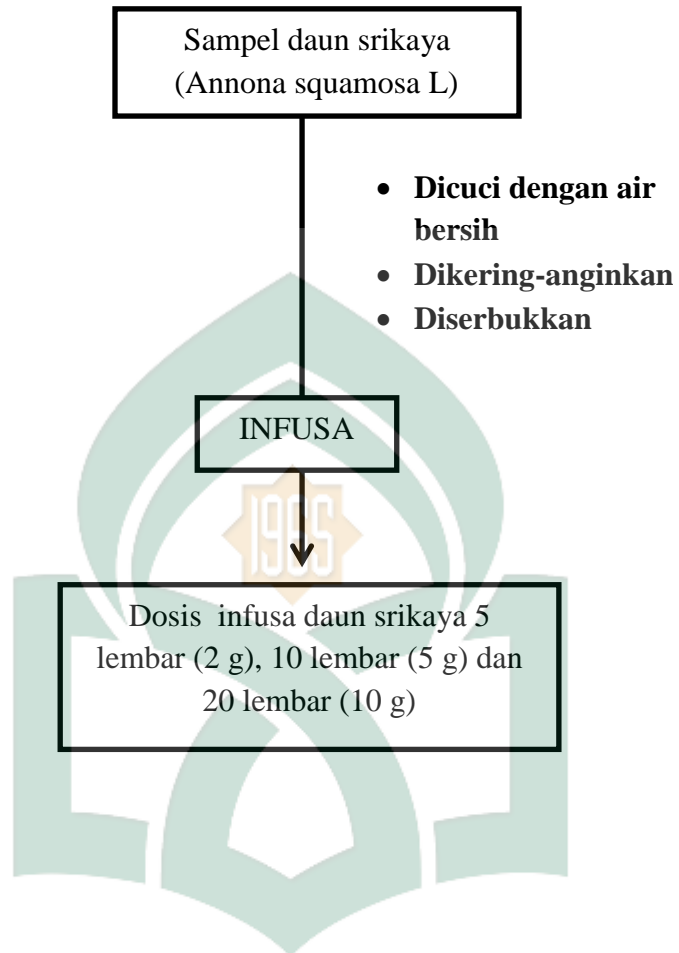 Sampel daun srikaya
(Annona squamosa L)
• Dicuci dengan air
bersih
• Dikering-anginkan
• Diserbukkan
INFUSA
1965
Dosis infusa daun srikaya 5
lembar (2 g), 10 lembar (5 g) dan
20 lembar (10 g)